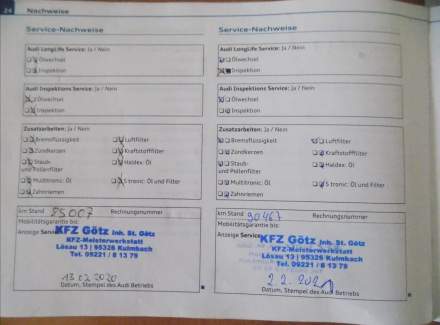 24 Nachweise
Service-Nachweise
Audi LongLife Service: Ja / Nein
Ölwechsel
Inspektion
Audi Inspektions Service: Ja / Nein
Ölwechsel
Inspektion
Zusatzarbeiten: Ja / Nein
Bremsflüssigkeit
Luftfilter
Zündkerzen
Kraftstofffilter
Staub-
und Pollenfilter
Haldex: Öl
Multitronic: Öl
S tronic: Öl und Filter
Zahnriemen
km Stand 85007 Rechnungsnummer
Mobilitätsgarantie bis:
Anzeige Service
KFZ Götz Inh. St. Götz
KFZ-Meisterwerkstatt
Lösau 13 | 95326 Kulmbach
Tel. 09221 / 8 13 79
13 02 2020
Datum, Stempel des Audi Betriebs
Service-Nachweise
Audi LongLife Service: Ja / Nein
Ölwechsel
Inspektion
Audi Inspektions Service: Ja / Nein
Ölwechsel
Inspektion
Zusatzarbeiten: Ja / Nein
Bremsflüssigkeit
Luftfilter
Zündkerzen
Kraftstofffilter
Staub-
und Pollenfilter
Haldex: Öl
Multitronic: Öl
S tronic: Öl und Filter
Zahnriemen
km Stand 90467 Rechnungsnummer
Mobilitätsgarantie bis:
Anzeige Service
KFZ Götz Inh. St. Götz
KFZ-Meisterwerkstatt
Lösau 13 | 95326 Kulmbach
Tel. 09221 / 8 13 79
2.2.202
Datum, Stempel des Audi Betriebs